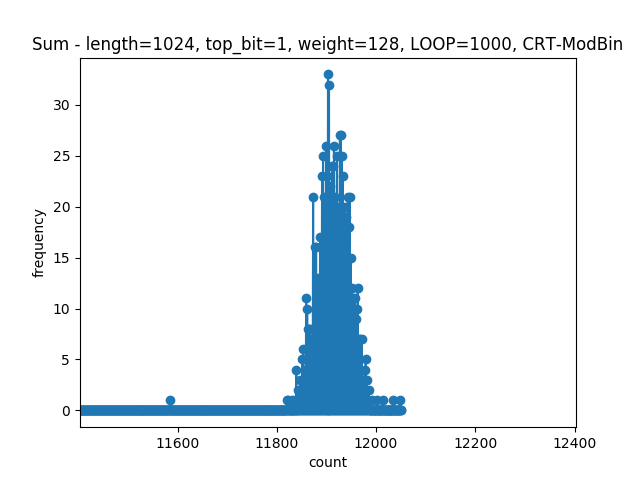 Sum - length=1024, top_bit=1, weight=128, LOOP=1000, CRT-ModBin
30
25
20
15
10
5
0
frequency
11600 11800 12000 12200 12400
count